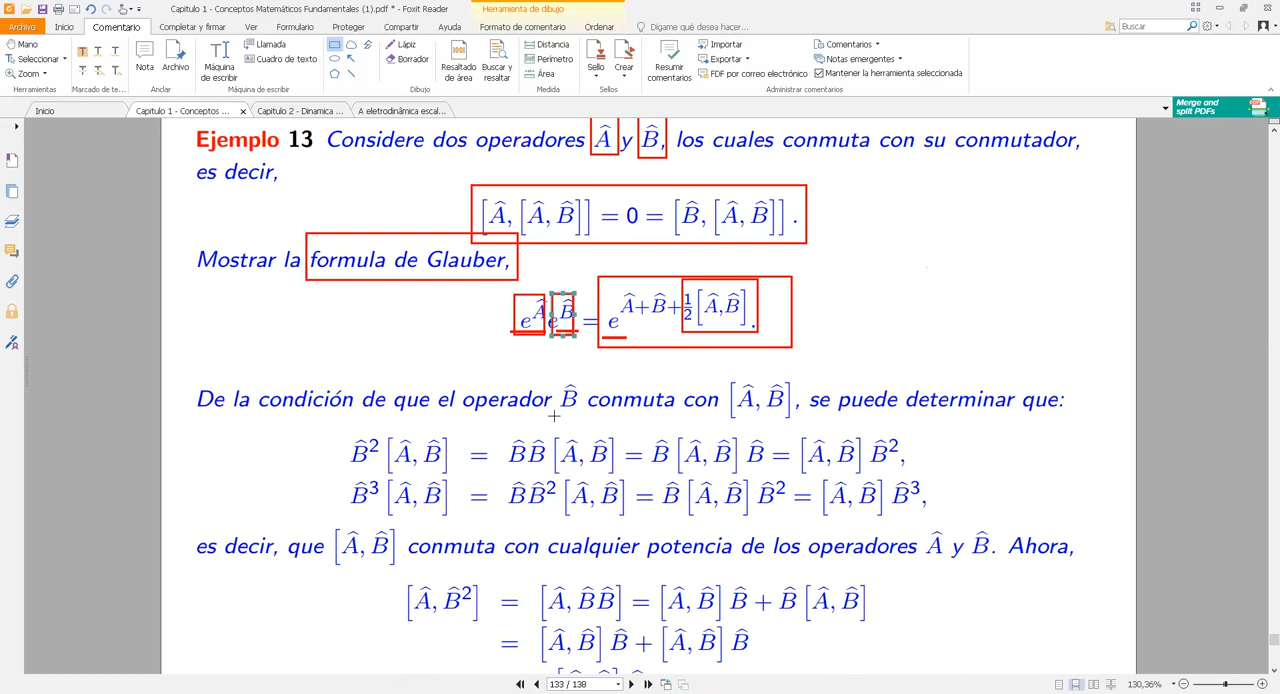 Capitulo 1 - Conceptos Matemáticos Fundamentales (1).pdf * - Foxit Reader
Herramienta de dibujo
Archivo Inicio Comentario Completar y firmar Ver Formulario Proteger Compartir Ayuda Formato de comentario Ordenar ¿Qué desea hacer? Buscar
Mano
Seleccionar
Zoom
Herramientas
Marcado de te...
Nota
Archivo
Anclar
Máquina de escribir
Llamada
Cuadro de texto
Máquina de escribir
Lápiz
Borrador
Dibujo
Resaltado de área
Buscar y resaltar
Distancia
Perímetro
Área
Medida
Sello
Crear
Sellos
Resumir comentarios
Importar
Exportar
FDF por correo electrónico
Comentarios
Notas emergentes
Mantener la herramienta seleccionada
Administrar comentarios
Inicio
Capitulo 1 - Conceptos ...
Capitulo 2 - Dinamica ...
A eletrodinâmica escal...
Merge and split PDFs
Ejemplo 13 Considere dos operadores Â y B̂, los cuales conmuta con su conmutador,
es decir,
[Â, [Â, B̂]] = 0 = [B̂, [Â, B̂]] .
Mostrar la formula de Glauber,
e^Â e^B̂ = e^{Â+B̂+½[Â,B̂]}.
De la condición de que el operador B̂ conmuta con [Â, B̂], se puede determinar que:
B̂² [Â, B̂] = B̂B̂ [Â, B̂] = B̂ [Â, B̂] B̂ = [Â, B̂] B̂²,
B̂³ [Â, B̂] = B̂B̂² [Â, B̂] = B̂ [Â, B̂] B̂² = [Â, B̂] B̂³,
es decir, que [Â, B̂] conmuta con cualquier potencia de los operadores Â y B̂. Ahora,
[Â, B̂²] = [Â, B̂B̂] = [Â, B̂] B̂ + B̂ [Â, B̂]
= [Â, B̂] B̂ + [Â, B̂] B̂
133 / 138
130,36%